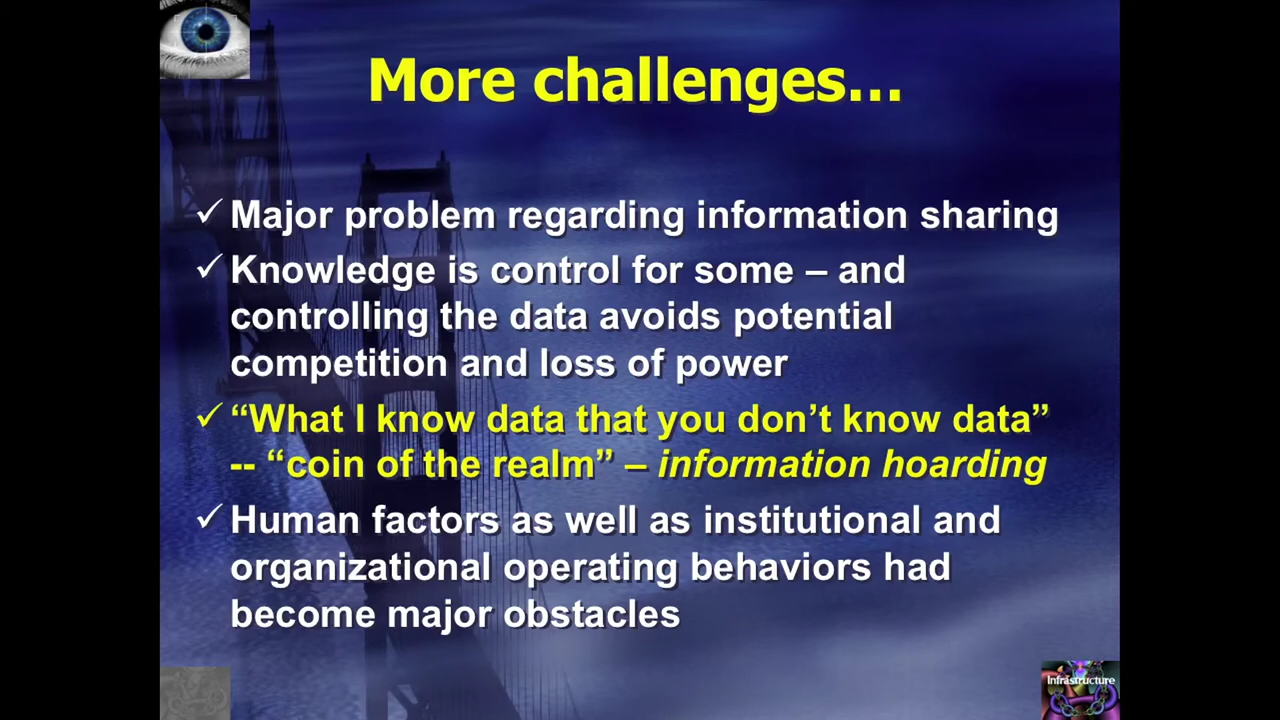 More challenges…
✓ Major problem regarding information sharing
✓ Knowledge is control for some – and
controlling the data avoids potential
competition and loss of power
✓ “What I know data that you don’t know data”
-- “coin of the realm” – information hoarding
✓ Human factors as well as institutional and
organizational operating behaviors had
become major obstacles
Infrastructure